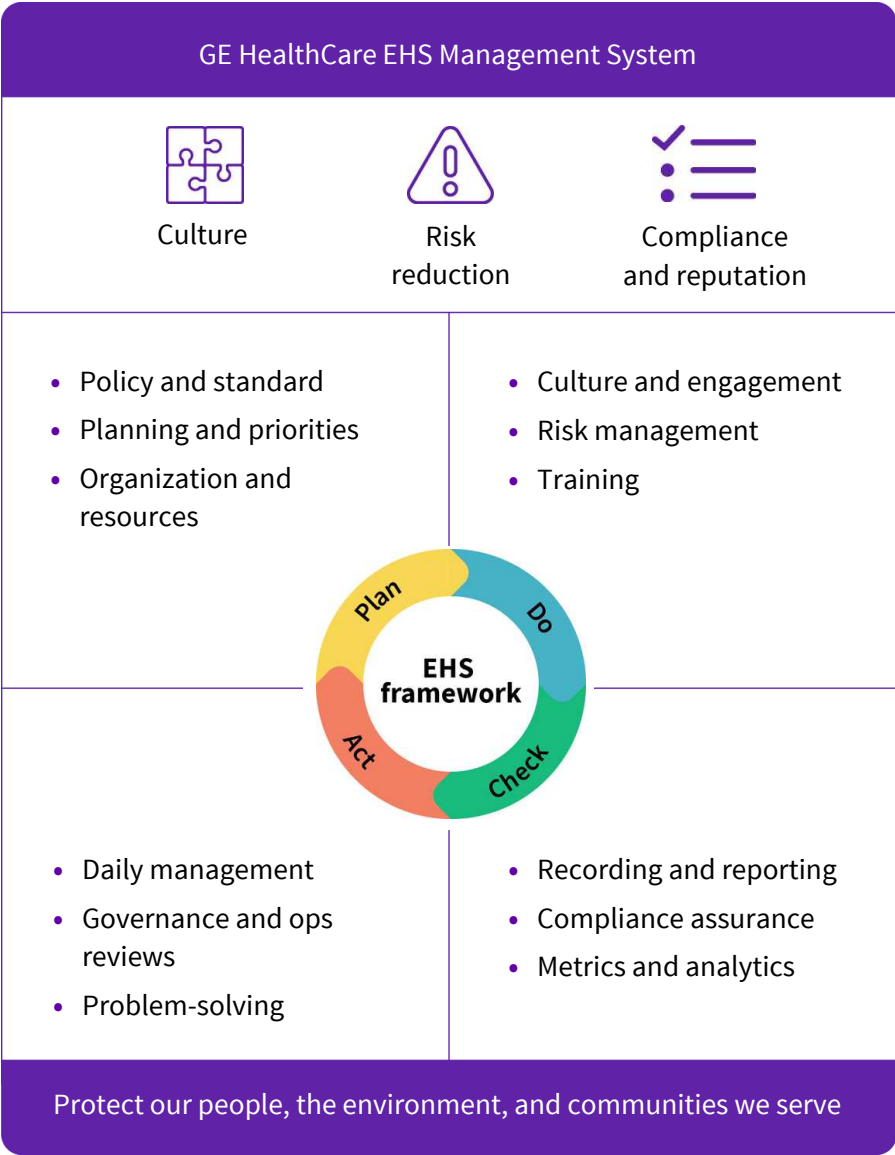 GE HealthCare EHS Management System
Culture
Risk
reduction
Compliance
and reputation
• Policy and standard
• Planning and priorities
• Organization and
resources
• Culture and engagement
• Risk management
• Training
Plan
Do
EHS
framework
Act
Check
• Daily management
• Governance and ops
reviews
• Problem-solving
• Recording and reporting
• Compliance assurance
• Metrics and analytics
Protect our people, the environment, and communities we serve